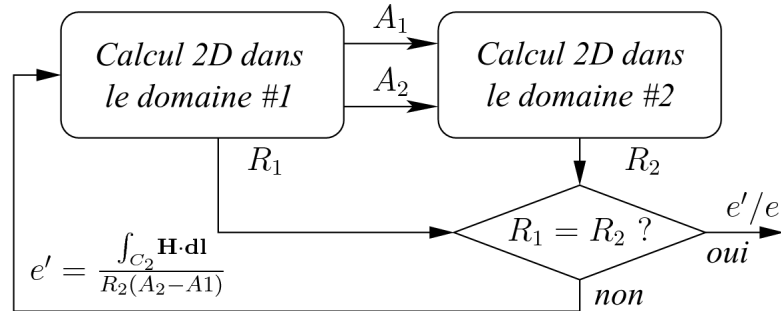 Calcul 2D dans
le domaine #1
A₁
A₂
Calcul 2D dans
le domaine #2
R₁
R₂
R₁ = R₂ ?
e′/e
oui
non
e′ = ∫_{C₂} H·dl / R₂(A₂−A1)